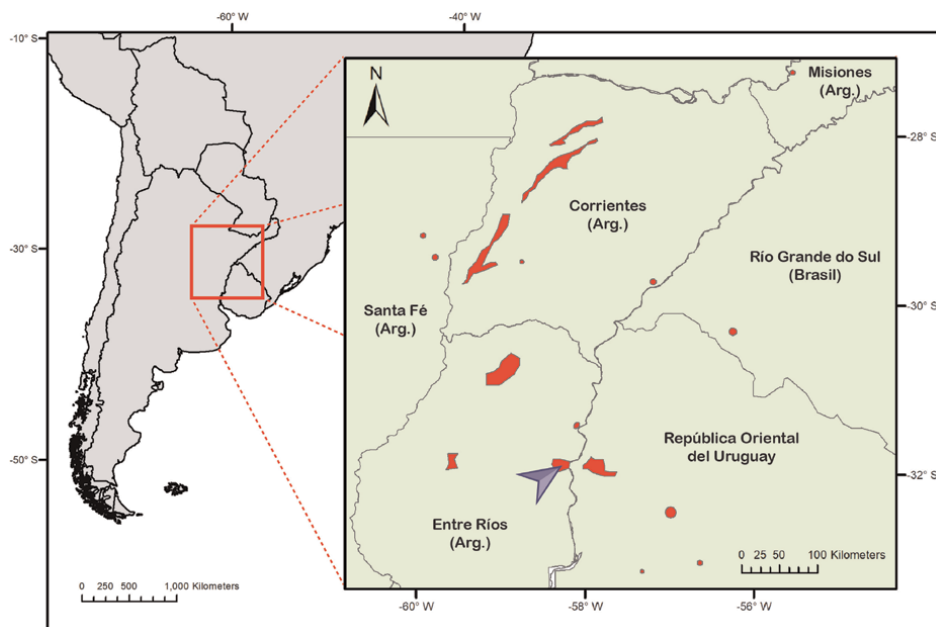 -60° W
-40° W
-10° S
N
Misiones
(Arg.)
-28° S
Corrientes
(Arg.)
-30° S
Río Grande do Sul
(Brasil)
Santa Fé
(Arg.)
-30° S
República Oriental
del Uruguay
-50° S
-32° S
Entre Ríos
(Arg.)
0 25 50 100 Kilometers
0 250 500 1,000 Kilometers
-60° W
-58° W
-58° W